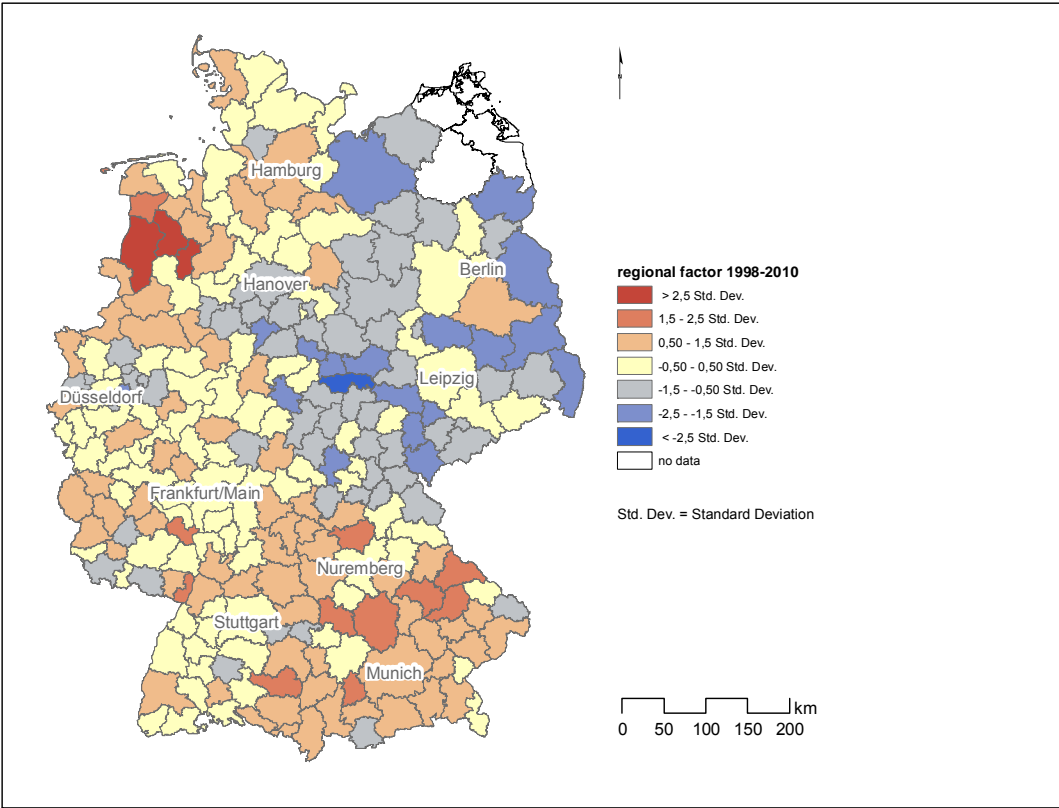 Hamburg
Hanover
Berlin
Düsseldorf
Leipzig
Frankfurt/Main
Nuremberg
Stuttgart
Munich
regional factor 1998-2010
> 2,5 Std. Dev.
1,5 - 2,5 Std. Dev.
0,50 - 1,5 Std. Dev.
-0,50 - 0,50 Std. Dev.
-1,5 - -0,50 Std. Dev.
-2,5 - -1,5 Std. Dev.
< -2,5 Std. Dev.
no data
Std. Dev. = Standard Deviation
km
0 50 100 150 200